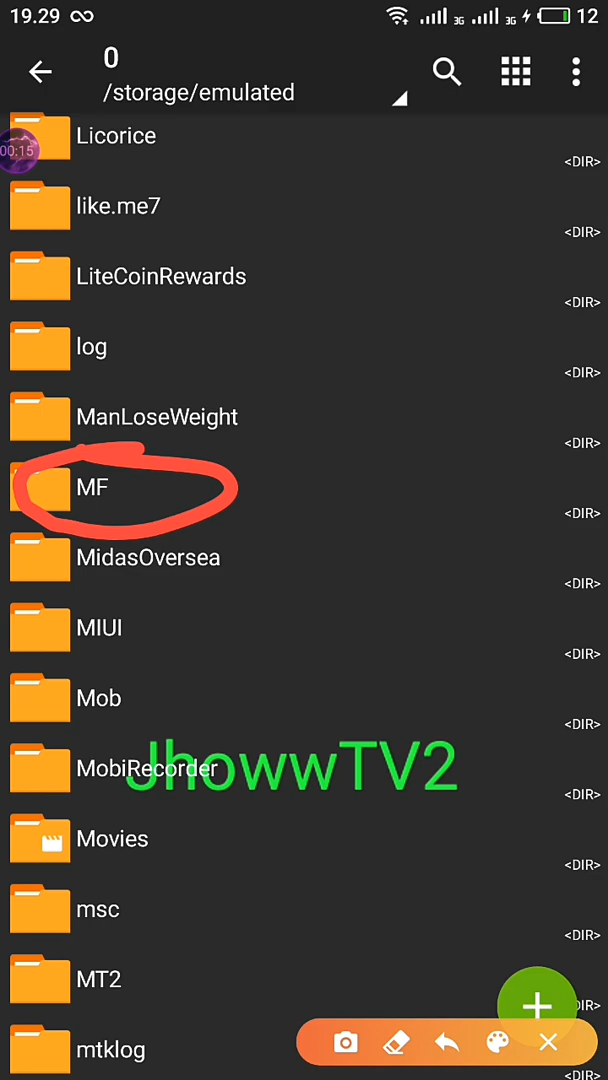 19.29
3G
3G
12
0
/storage/emulated
Licorice
<DIR>
00:15
like.me7
<DIR>
LiteCoinRewards
<DIR>
log
<DIR>
ManLoseWeight
<DIR>
MF
<DIR>
MidasOversea
<DIR>
MIUI
<DIR>
Mob
<DIR>
JhowwTV2
MobiRecorder
<DIR>
Movies
<DIR>
msc
<DIR>
MT2
DIR>
mtklog
<DIR>